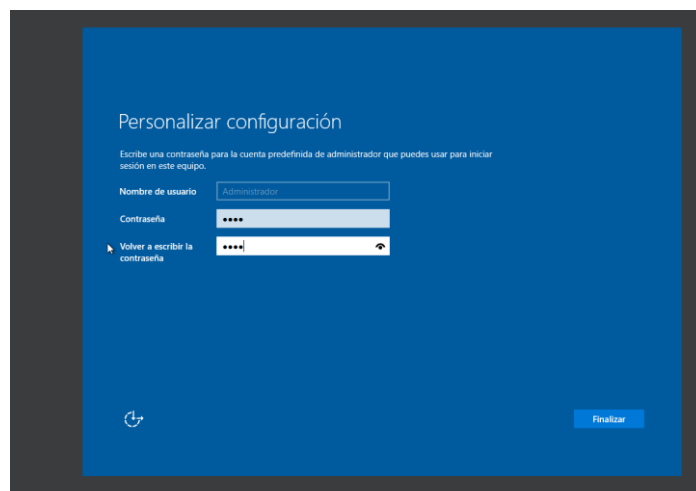 Personalizar configuración
Escribe una contraseña para la cuenta predefinida de administrador que puedes usar para iniciar
sesión en este equipo.
Nombre de usuario Administrador
Contraseña ••••
Volver a escribir la ••••
contraseña
Finalizar